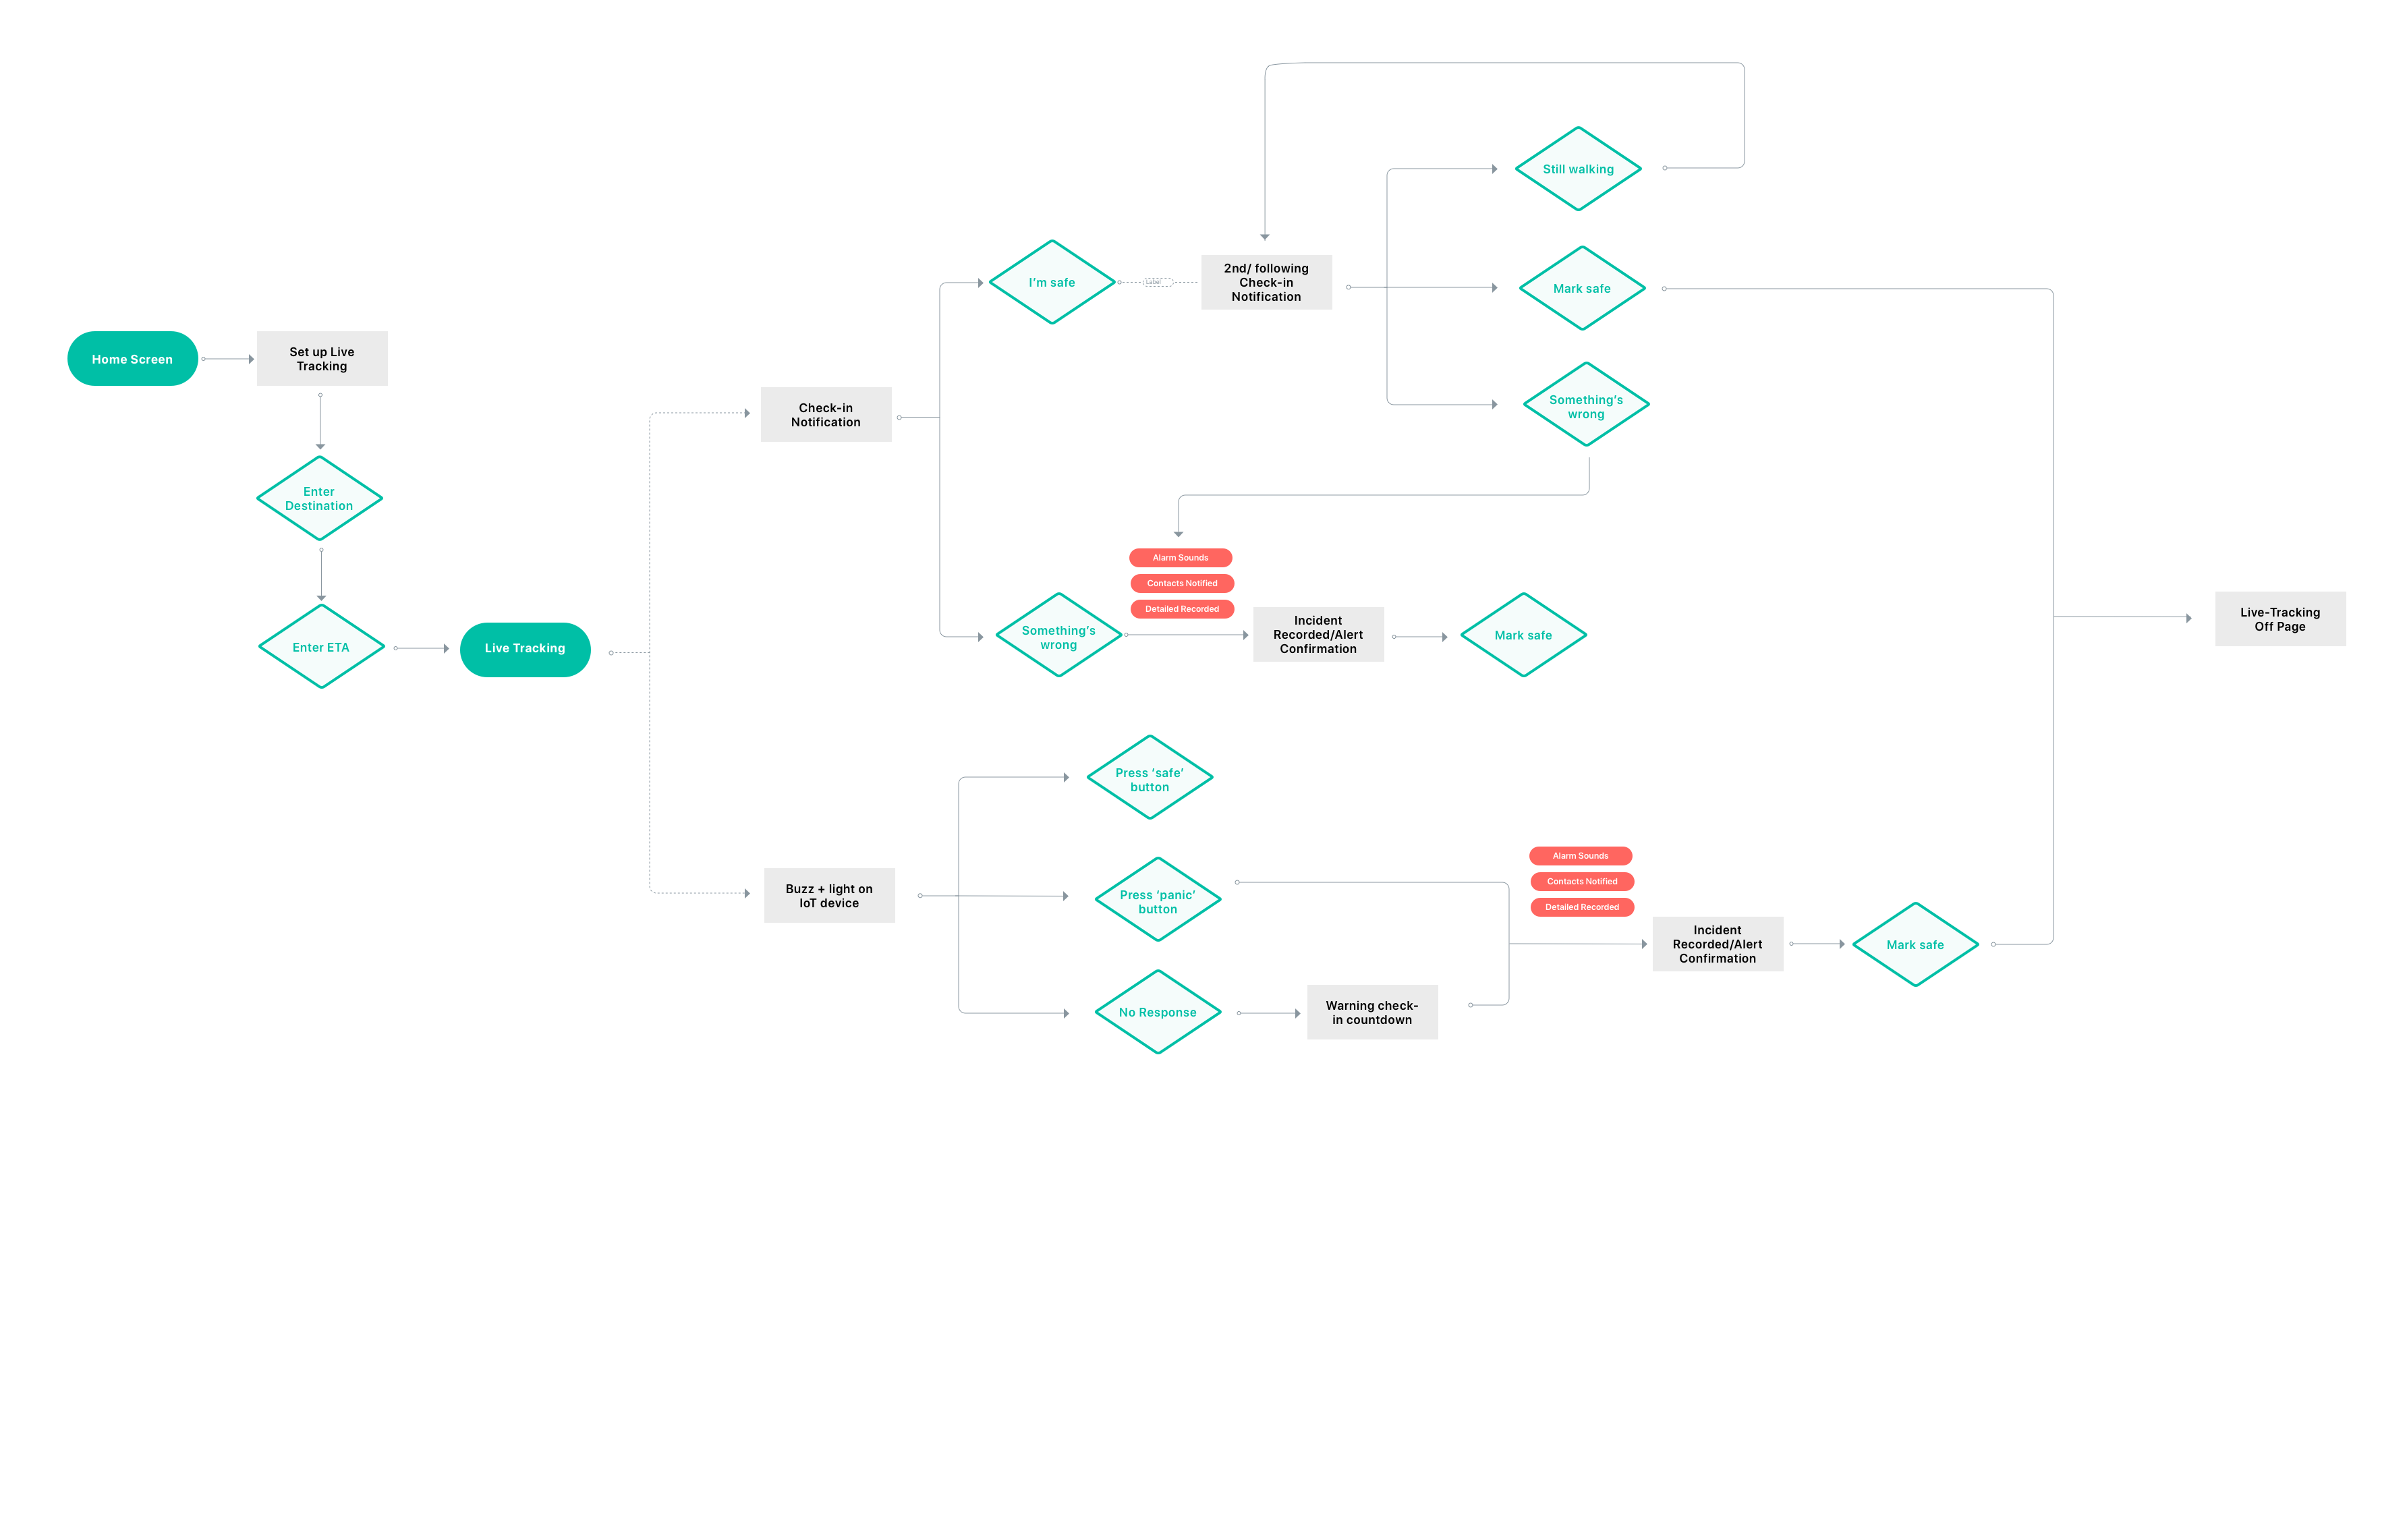 Home Screen
Set up Live
Tracking
Enter
Destination
Enter ETA
Live Tracking
Check-in
Notification
I'm safe
Label
2nd/ following
Check-in
Notification
Still walking
Mark safe
Something's
wrong
Alarm Sounds
Contacts Notified
Detailed Recorded
Something's
wrong
Incident
Recorded/Alert
Confirmation
Mark safe
Buzz + light on
IoT device
Press ‘safe’
button
Press ‘panic’
button
No Response
Warning check-
in countdown
Alarm Sounds
Contacts Notified
Detailed Recorded
Incident
Recorded/Alert
Confirmation
Mark safe
Live-Tracking
Off Page